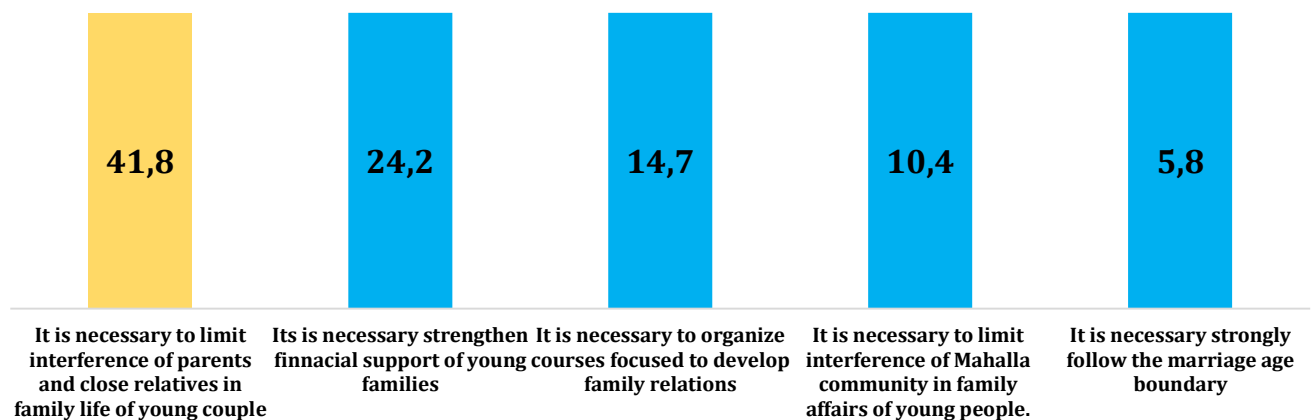 41,8
24,2
14,7
10,4
5,8
It is necessary to limit
interference of parents
and close relatives in
family life of young couple
Its is necessary strengthen
finnacial support of young
families
It is necessary to organize
courses focused to develop
family relations
It is necessary to limit
interference of Mahalla
community in family
affairs of young people.
It is necessary strongly
follow the marriage age
boundary